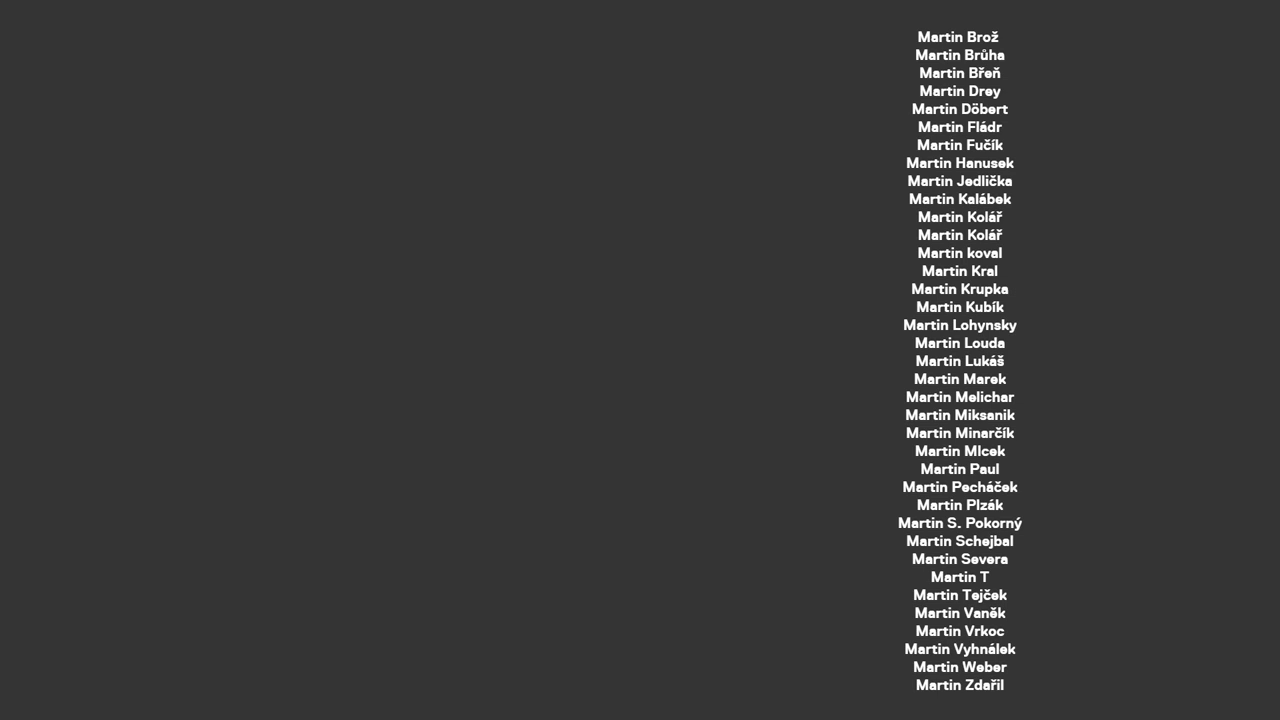 Martin Brož
Martin Brůha
Martin Břeň
Martin Drey
Martin Döbert
Martin Fládr
Martin Fučík
Martin Hanusek
Martin Jedlička
Martin Kalábek
Martin Kolář
Martin Kolář
Martin koval
Martin Kral
Martin Krupka
Martin Kubík
Martin Lohynsky
Martin Louda
Martin Lukáš
Martin Marek
Martin Melichar
Martin Miksanik
Martin Minarčík
Martin Mlcek
Martin Paul
Martin Pecháček
Martin Plzák
Martin S. Pokorný
Martin Schejbal
Martin Severa
Martin T
Martin Tejček
Martin Vaněk
Martin Vrkoc
Martin Vyhnálek
Martin Weber
Martin Zdařil